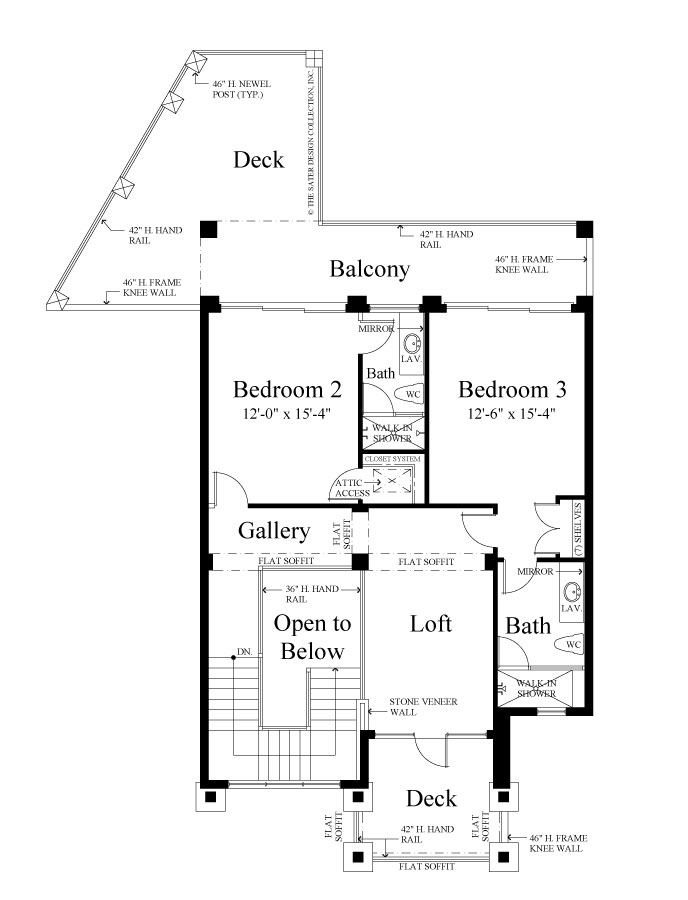 46" H. NEWEL
POST (TYP.)
© THE SATER DESIGN COLLECTION, INC.
Deck
42" H. HAND
RAIL
42" H. HAND
RAIL
46" H. FRAME
KNEE WALL
Balcony
46" H. FRAME
KNEE WALL
MIRROR
LAV.
Bath
WC
Bedroom 2
12'-0" x 15'-4"
Bedroom 3
12'-6" x 15'-4"
WALK-IN
SHOWER
CLOSET SYSTEM
ATTIC
ACCESS
Gallery
FLAT
SOFFIT
(7) SHELVES
FLAT SOFFIT
FLAT SOFFIT
MIRROR
36" H. HAND
RAIL
LAV.
Open to
Below
Loft
Bath
WC
DN.
WALK-IN
SHOWER
STONE VENEER
WALL
Deck
FLAT
SOFFIT
42" H. HAND
RAIL
FLAT
SOFFIT
46" H. FRAME
KNEE WALL
FLAT SOFFIT